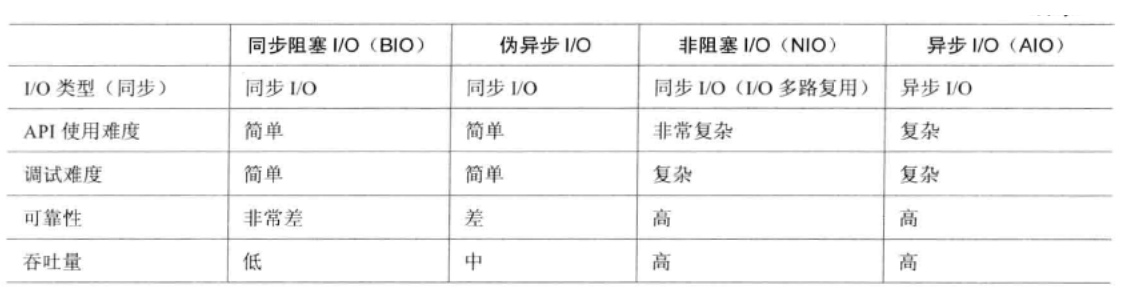 同步阻塞 I/O（BIO） 伪异步 I/O 非阻塞 I/O（NIO） 异步 I/O（AIO）
I/O 类型（同步） 同步 I/O 同步 I/O 同步 I/O（I/O 多路复用） 异步 I/O
API 使用难度 简单 简单 非常复杂 复杂
调试难度 简单 简单 复杂 复杂
可靠性 非常差 差 高 高
吞吐量 低 中 高 高